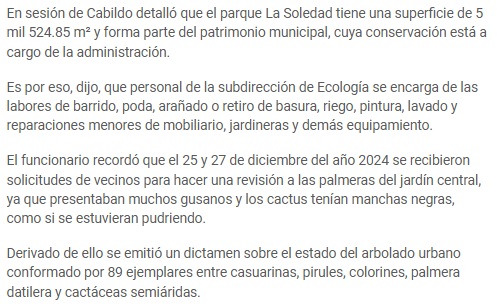 En sesión de Cabildo detalló que el parque La Soledad tiene una superficie de 5
mil 524.85 m² y forma parte del patrimonio municipal, cuya conservación está a
cargo de la administración.
Es por eso, dijo, que personal de la subdirección de Ecología se encarga de las
labores de barrido, poda, arañado o retiro de basura, riego, pintura, lavado y
reparaciones menores de mobiliario, jardineras y demás equipamiento.
El funcionario recordó que el 25 y 27 de diciembre del año 2024 se recibieron
solicitudes de vecinos para hacer una revisión a las palmeras del jardín central,
ya que presentaban muchos gusanos y los cactus tenían manchas negras,
como si se estuvieran pudriendo.
Derivado de ello se emitió un dictamen sobre el estado del arbolado urbano
conformado por 89 ejemplares entre casuarinas, pirules, colorines, palmera
datilera y cactáceas semiáridas.